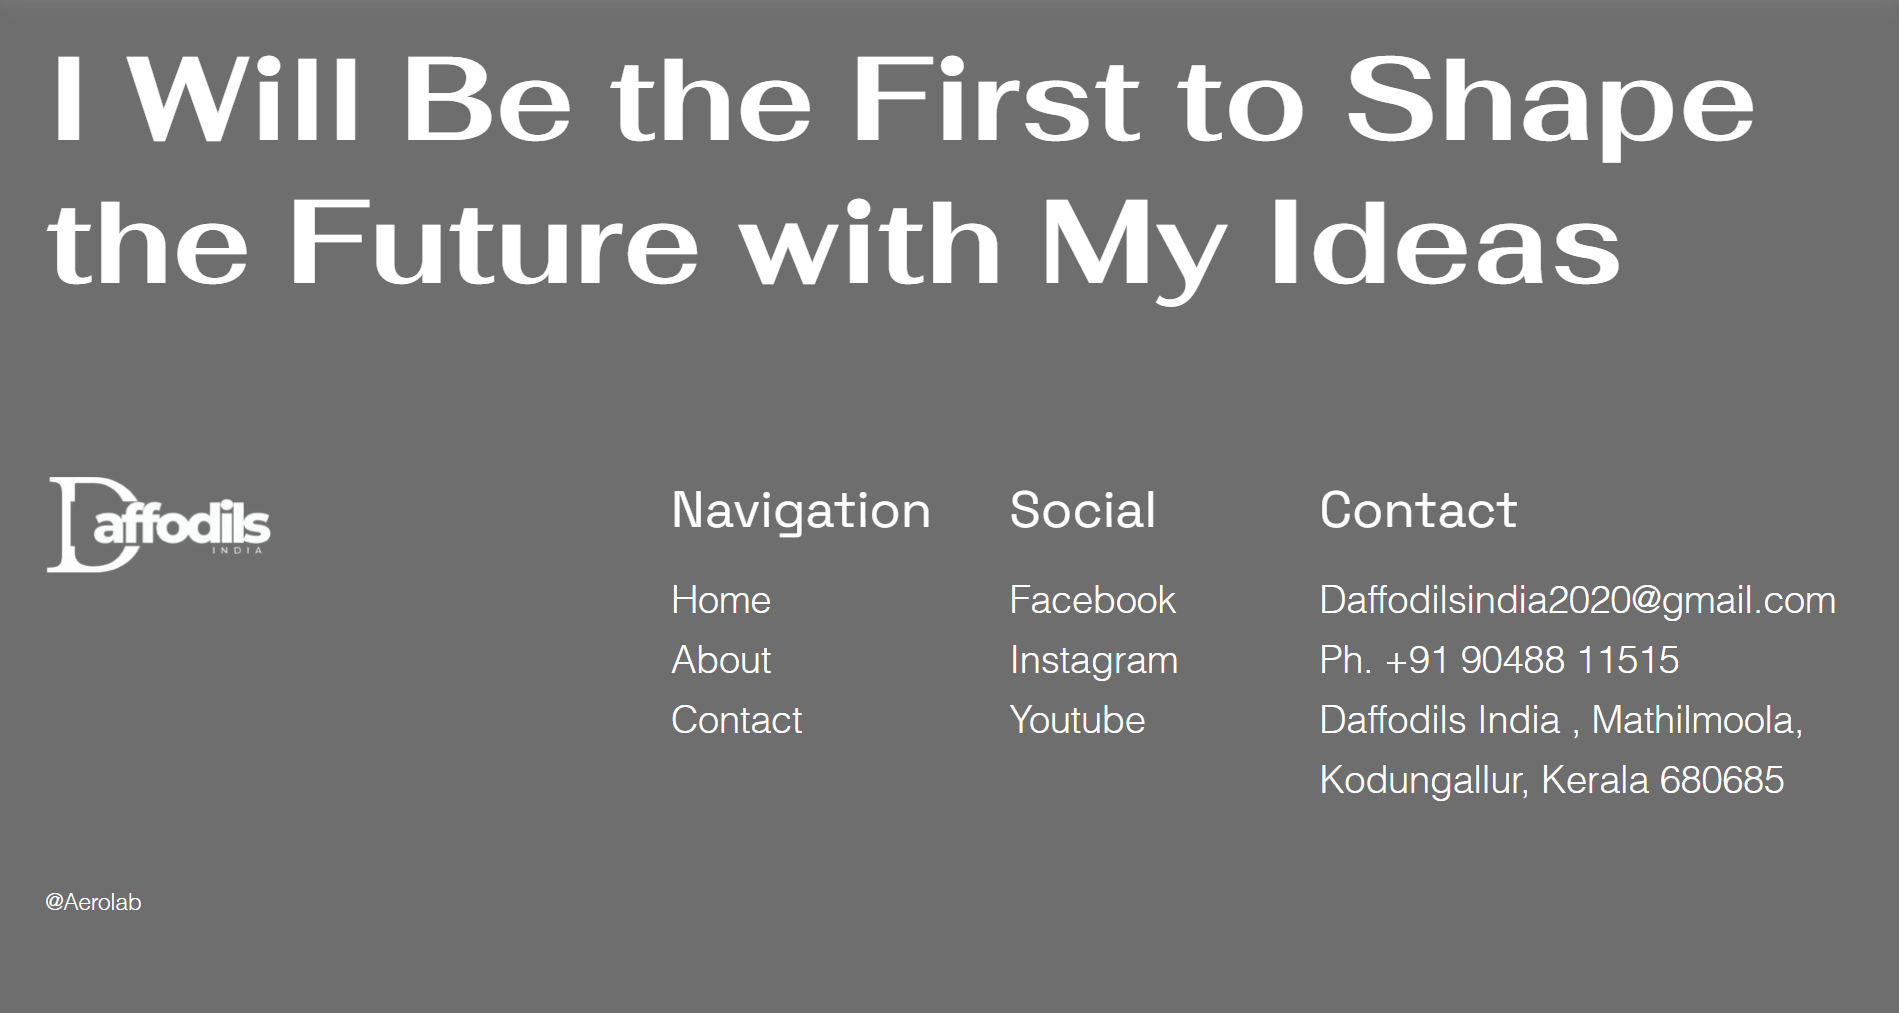 I Will Be the First to Shape
the Future with My Ideas
Daffodils
INDIA
Navigation
Home
About
Contact
Social
Facebook
Instagram
Youtube
Contact
Daffodilsindia2020@gmail.com
Ph. +91 90488 11515
Daffodils India , Mathilmoola,
Kodungallur, Kerala 680685
@Aerolab